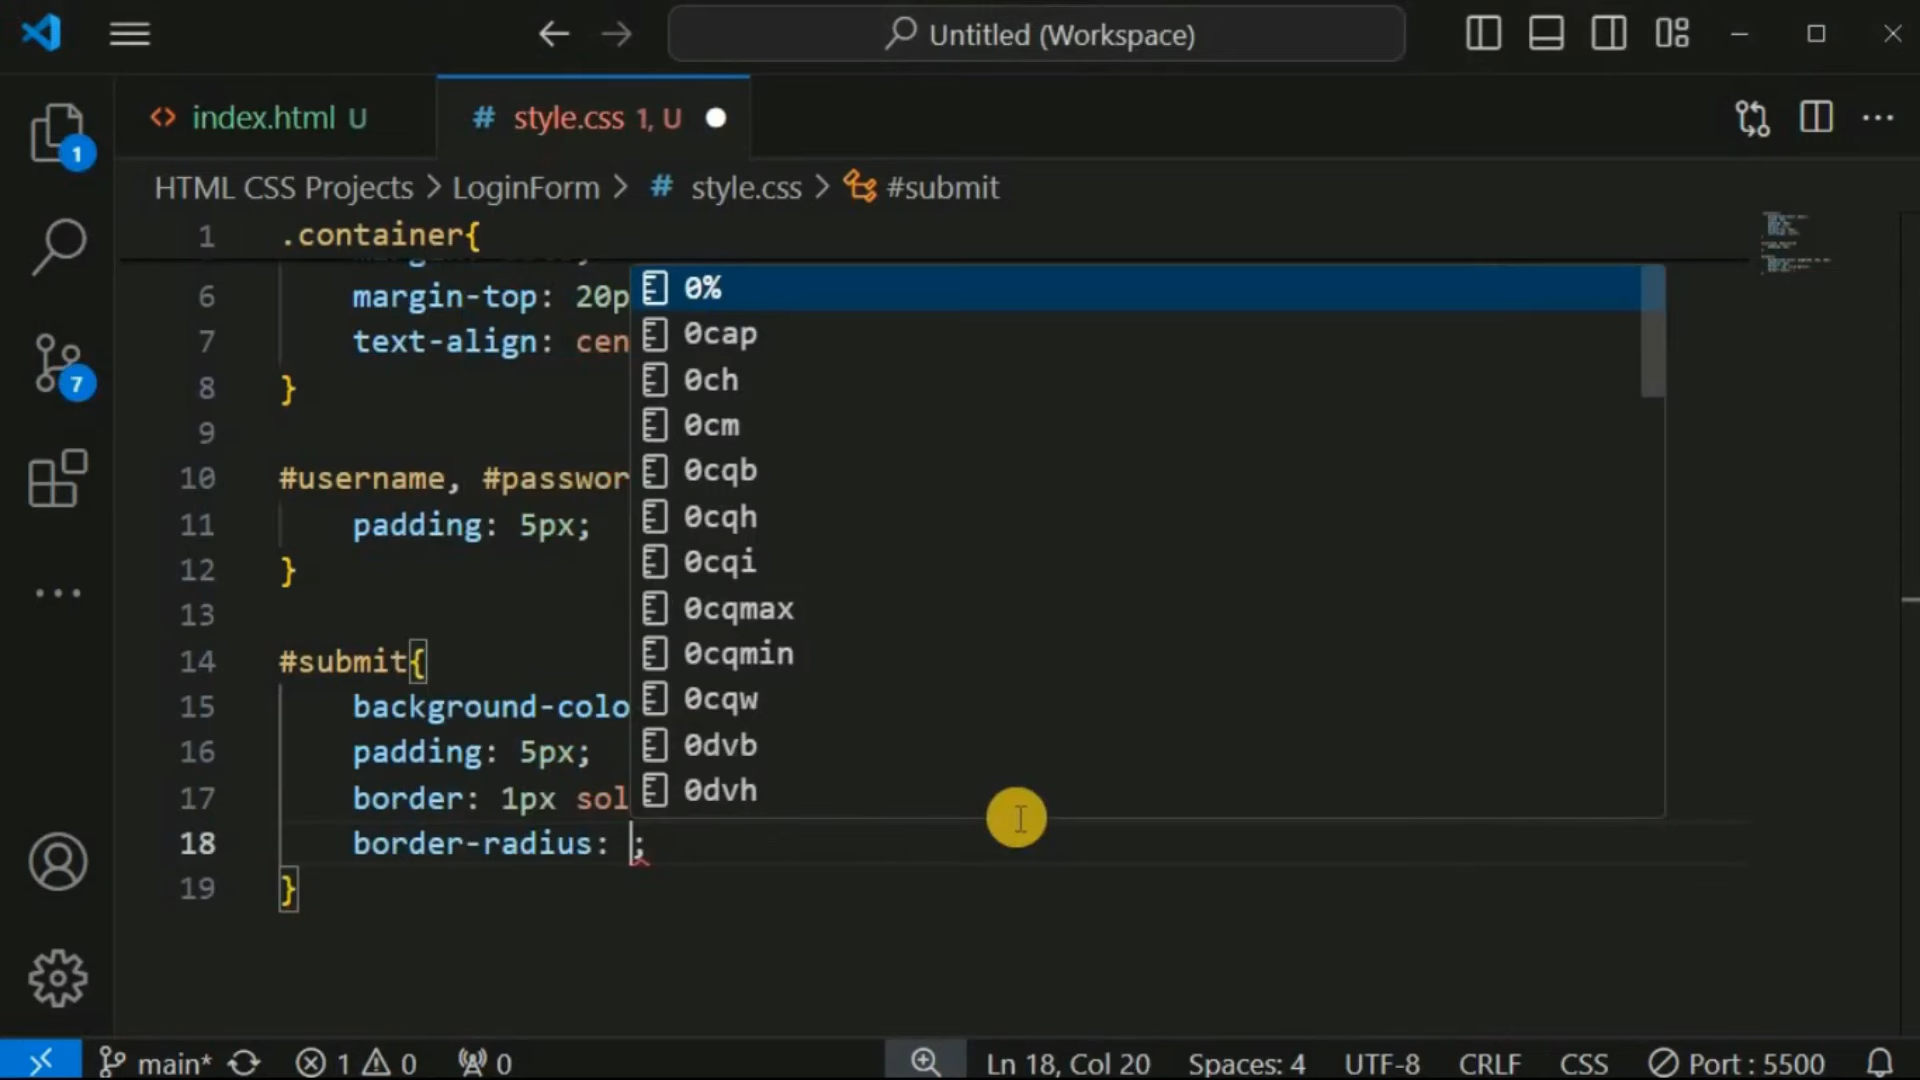 Untitled (Workspace)
index.html U
# style.css 1, U
HTML CSS Projects > LoginForm > # style.css > #submit
1 .container{
6 margin-top: 20p
7 text-align: cen
8 }
9
10 #username, #passwor
11 padding: 5px;
12 }
13
14 #submit{
15 background-colo
16 padding: 5px;
17 border: 1px sol
18 border-radius: ;
19 }
0%
0cap
0ch
0cm
0cqb
0cqh
0cqi
0cqmax
0cqmin
0cqw
0dvb
0dvh
1
7
main* 1 0 0 Ln 18, Col 20 Spaces: 4 UTF-8 CRLF CSS Port : 5500